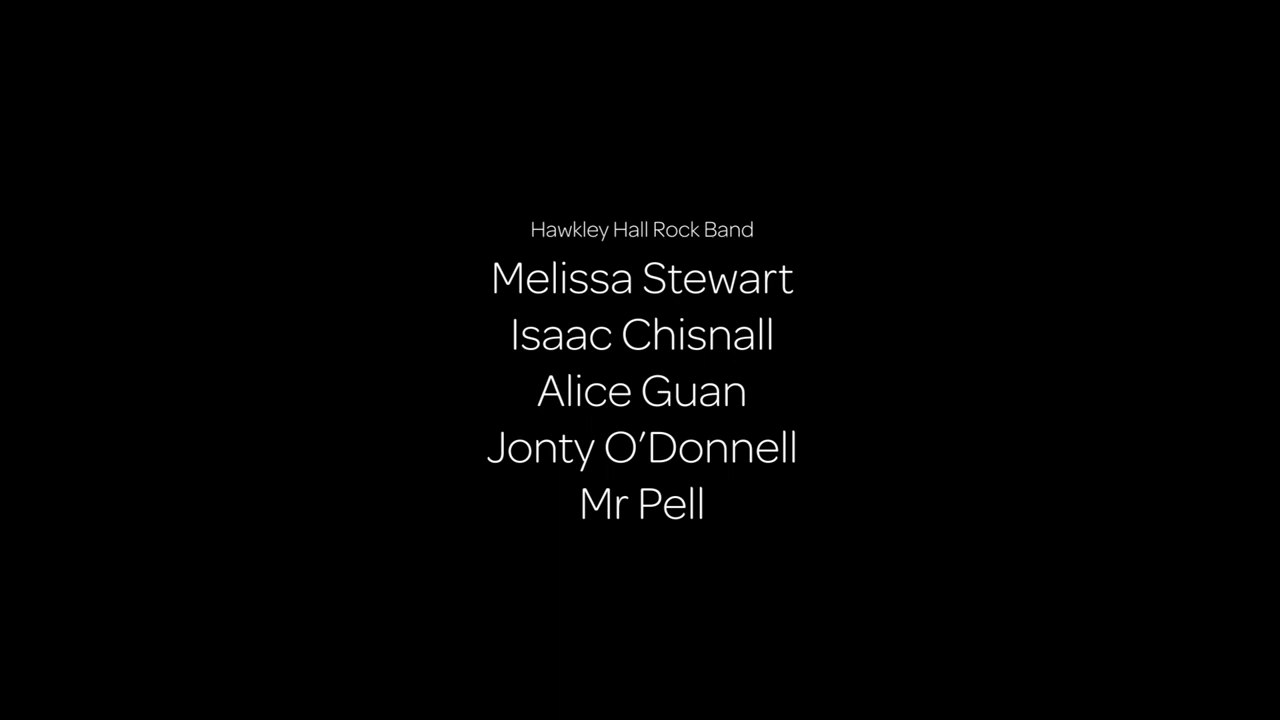 Hawkley Hall Rock Band
Melissa Stewart
Isaac Chisnall
Alice Guan
Jonty O’Donnell
Mr Pell